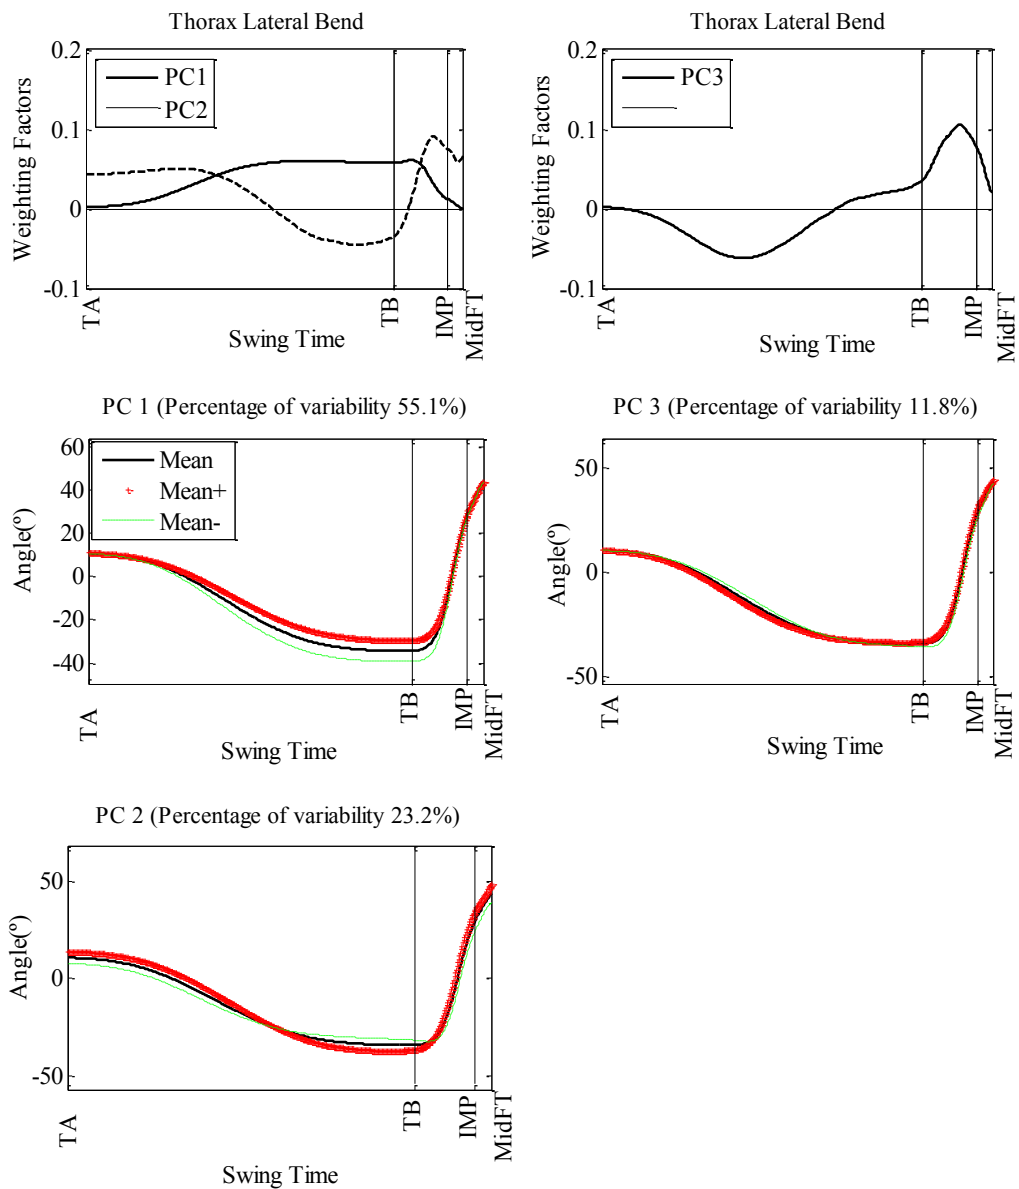 Thorax Lateral Bend
0.2
0.1
0
-0.1
Weighting Factors
PC1
PC2
TA
TB
IMP
MidFT
Swing Time
Thorax Lateral Bend
0.2
0.1
0
-0.1
Weighting Factors
PC3
TA
TB
IMP
MidFT
Swing Time
PC 1 (Percentage of variability 55.1%)
60
40
20
0
-20
-40
Angle(º)
Mean
Mean+
Mean-
TA
TB
IMP
MidFT
Swing Time
PC 3 (Percentage of variability 11.8%)
50
0
-50
Angle(º)
TA
TB
IMP
MidFT
Swing Time
PC 2 (Percentage of variability 23.2%)
50
0
-50
Angle(º)
TA
TB
IMP
MidFT
Swing Time